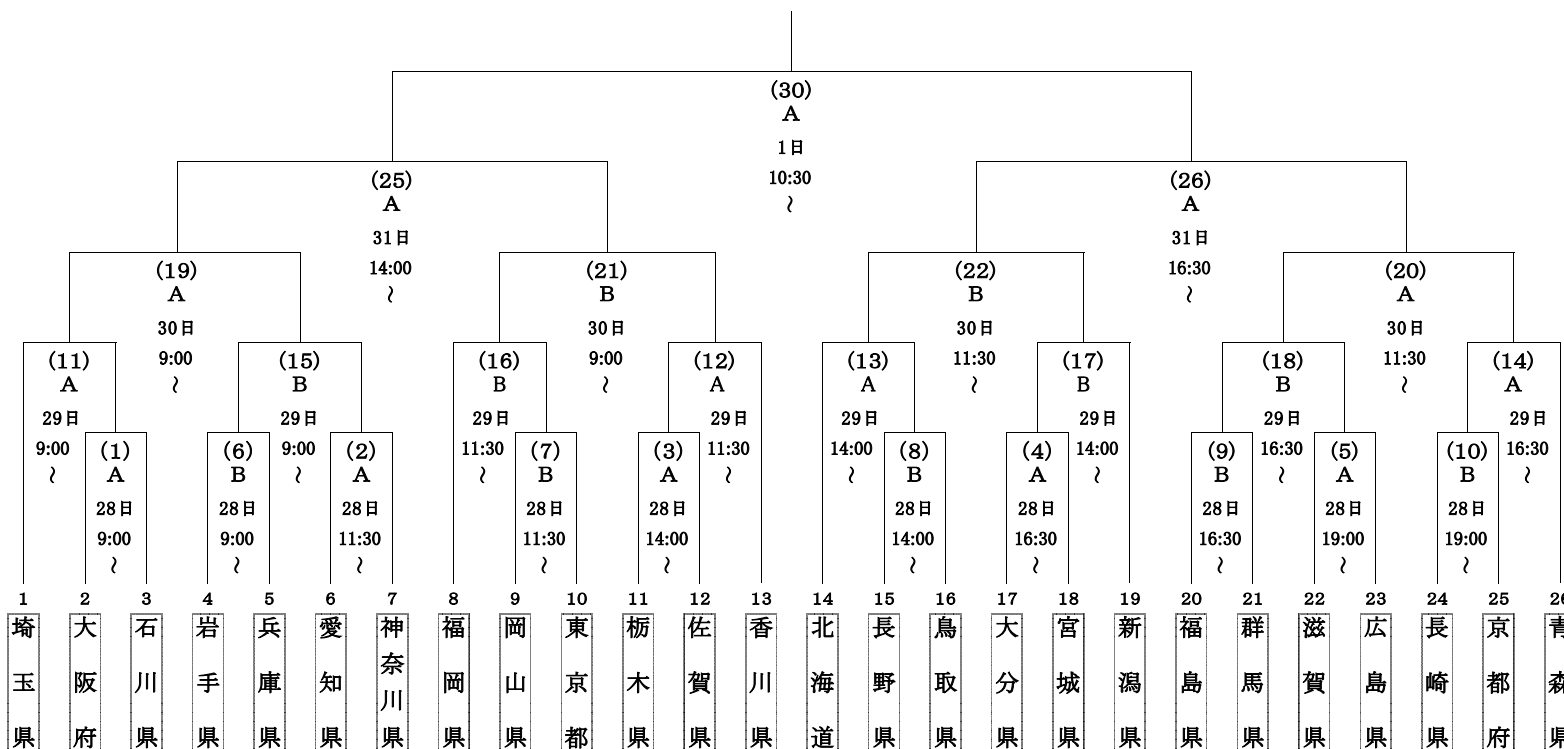 (30)
A
1日
10:30
~
(25)
A
31日
14:00
~
(26)
A
31日
16:30
~
(19)
A
30日
9:00
~
(21)
B
30日
9:00
~
(22)
B
30日
11:30
~
(20)
A
30日
11:30
~
(11)
A
29日
9:00
~
(15)
B
29日
9:00
~
(16)
B
29日
11:30
~
(12)
A
29日
11:30
~
(13)
A
29日
14:00
~
(17)
B
29日
14:00
~
(18)
B
29日
16:30
~
(14)
A
29日
16:30
~
(1)
A
28日
9:00
~
(6)
B
28日
9:00
~
(2)
A
28日
11:30
~
(7)
B
28日
11:30
~
(3)
A
28日
14:00
~
(8)
B
28日
14:00
~
(4)
A
28日
16:30
~
(9)
B
28日
16:30
~
(5)
A
28日
19:00
~
(10)
B
28日
19:00
~
1 2 3 4 5 6 7 8 9 10 11 12 13 14 15 16 17 18 19 20 21 22 23 24 25 26
埼玉県
大阪府
石川県
岩手県
兵庫県
愛知県
神奈川県
福岡県
岡山県
東京都
栃木県
佐賀県
香川県
北海道
長野県
鳥取県
大分県
宮城県
新潟県
福島県
群馬県
滋賀県
広島県
長崎県
京都府
青森県